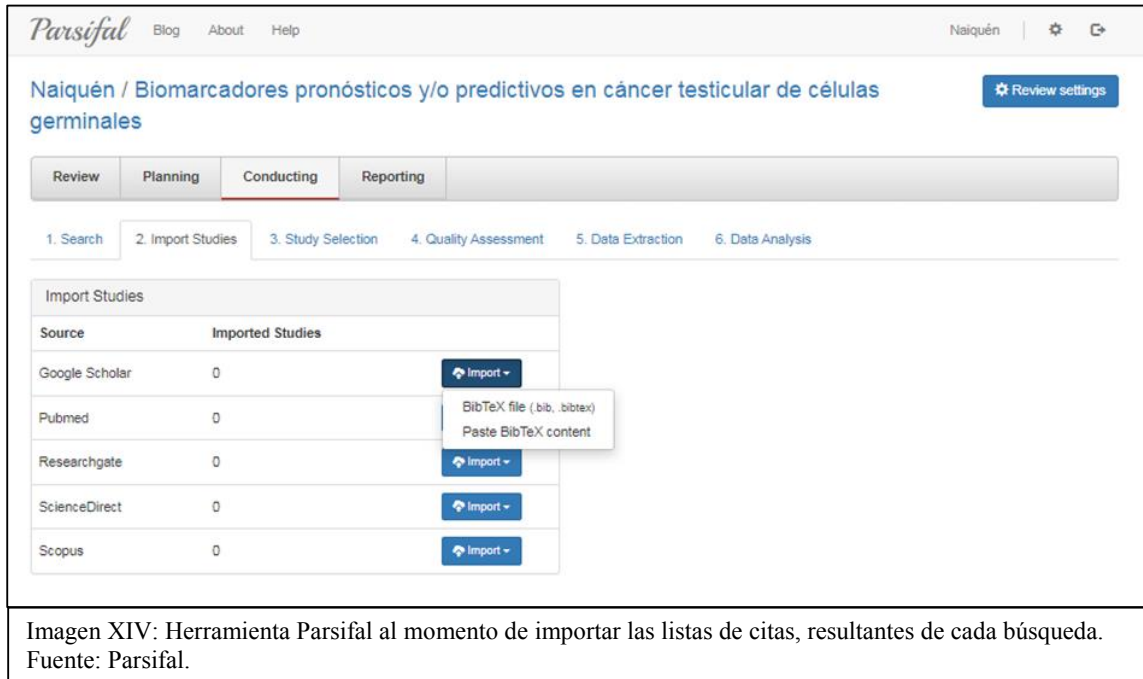 Parsifal Blog About Help Naiquén
Naiquén / Biomarcadores pronósticos y/o predictivos en cáncer testicular de células
germinales
Review settings
Review Planning Conducting Reporting
1. Search 2. Import Studies 3. Study Selection 4. Quality Assessment 5. Data Extraction 6. Data Analysis
Import Studies
Source Imported Studies
Google Scholar 0 Import
BibTeX file (.bib, .bibtex)
Paste BibTeX content
Pubmed 0
Researchgate 0 Import
ScienceDirect 0 Import
Scopus 0 Import
Imagen XIV: Herramienta Parsifal al momento de importar las listas de citas, resultantes de cada búsqueda.
Fuente: Parsifal.